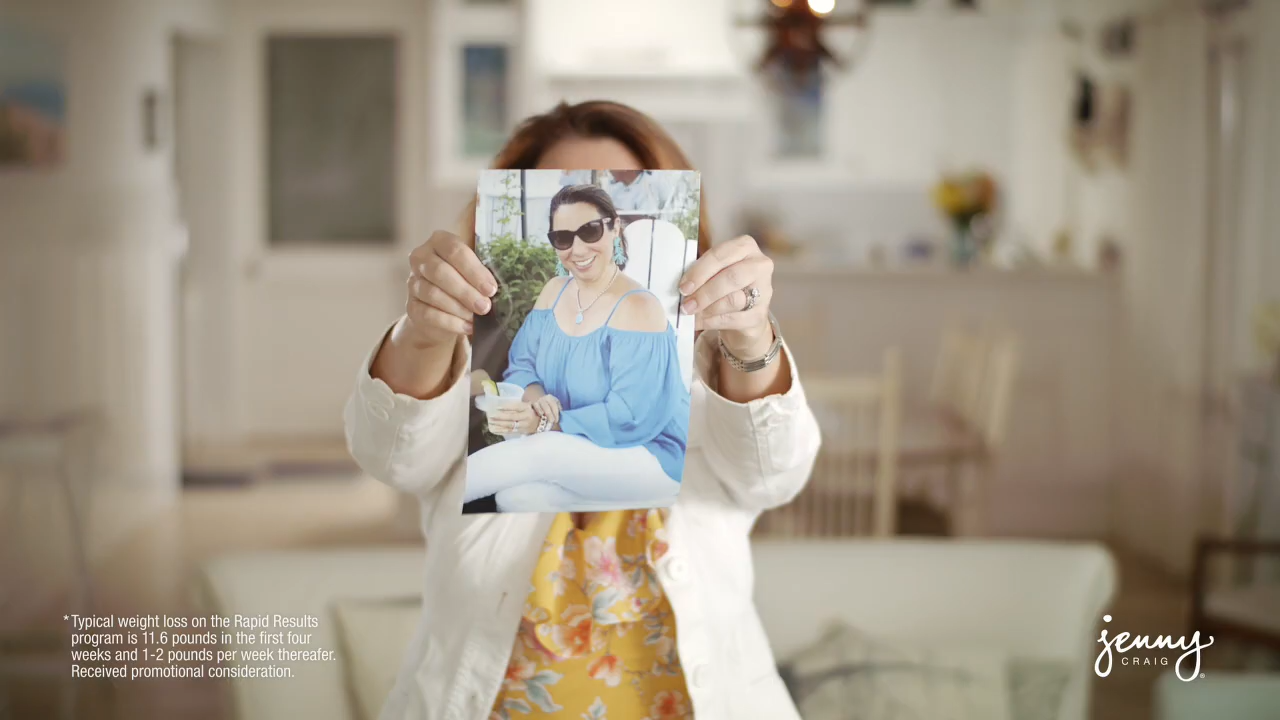 * Typical weight loss on the Rapid Results
program is 11.6 pounds in the first four
weeks and 1-2 pounds per week thereafer.
Received promotional consideration.
jenny
CRAIG
®